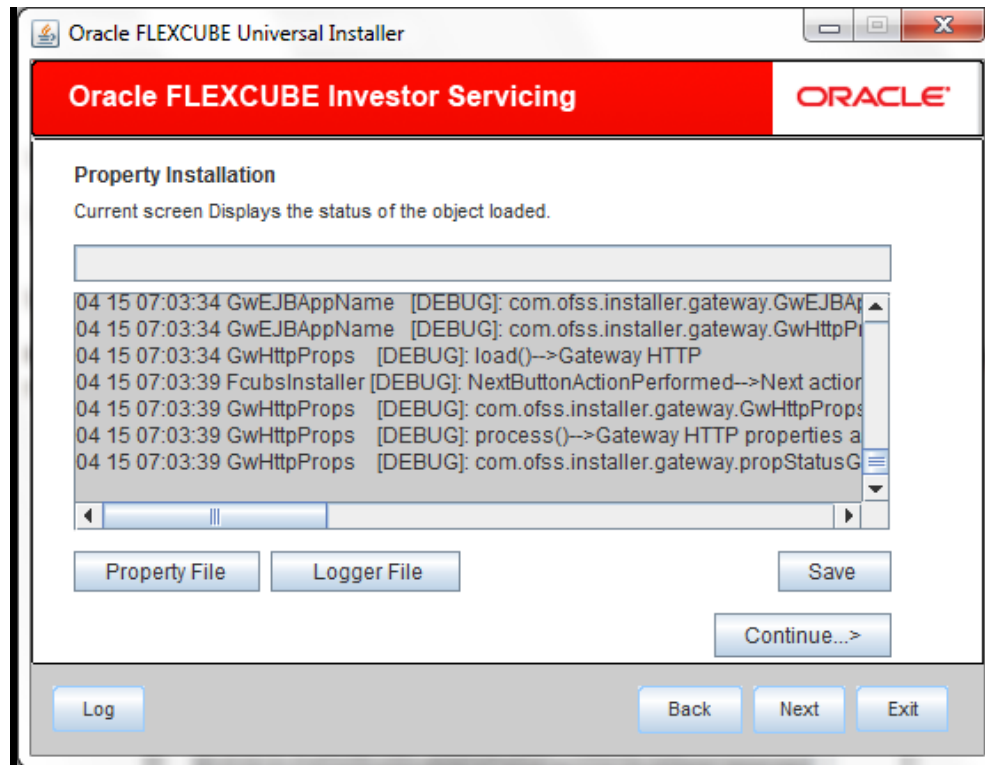 Oracle FLEXCUBE Universal Installer
Oracle FLEXCUBE Investor Servicing
ORACLE
Property Installation
Current screen Displays the status of the object loaded.
04 15 07:03:34 GwEJBAppName [DEBUG]: com.ofss.installer.gateway.GwEJBAp
04 15 07:03:34 GwEJBAppName [DEBUG]: com.ofss.installer.gateway.GwHttpPr
04 15 07:03:34 GwHttpProps [DEBUG]: load()-->Gateway HTTP
04 15 07:03:39 FcubsInstaller [DEBUG]: NextButtonActionPerformed-->Next action
04 15 07:03:39 GwHttpProps [DEBUG]: com.ofss.installer.gateway.GwHttpProps
04 15 07:03:39 GwHttpProps [DEBUG]: process()-->Gateway HTTP properties a
04 15 07:03:39 GwHttpProps [DEBUG]: com.ofss.installer.gateway.propStatusG
Property File Logger File Save
Continue...>
Log Back Next Exit